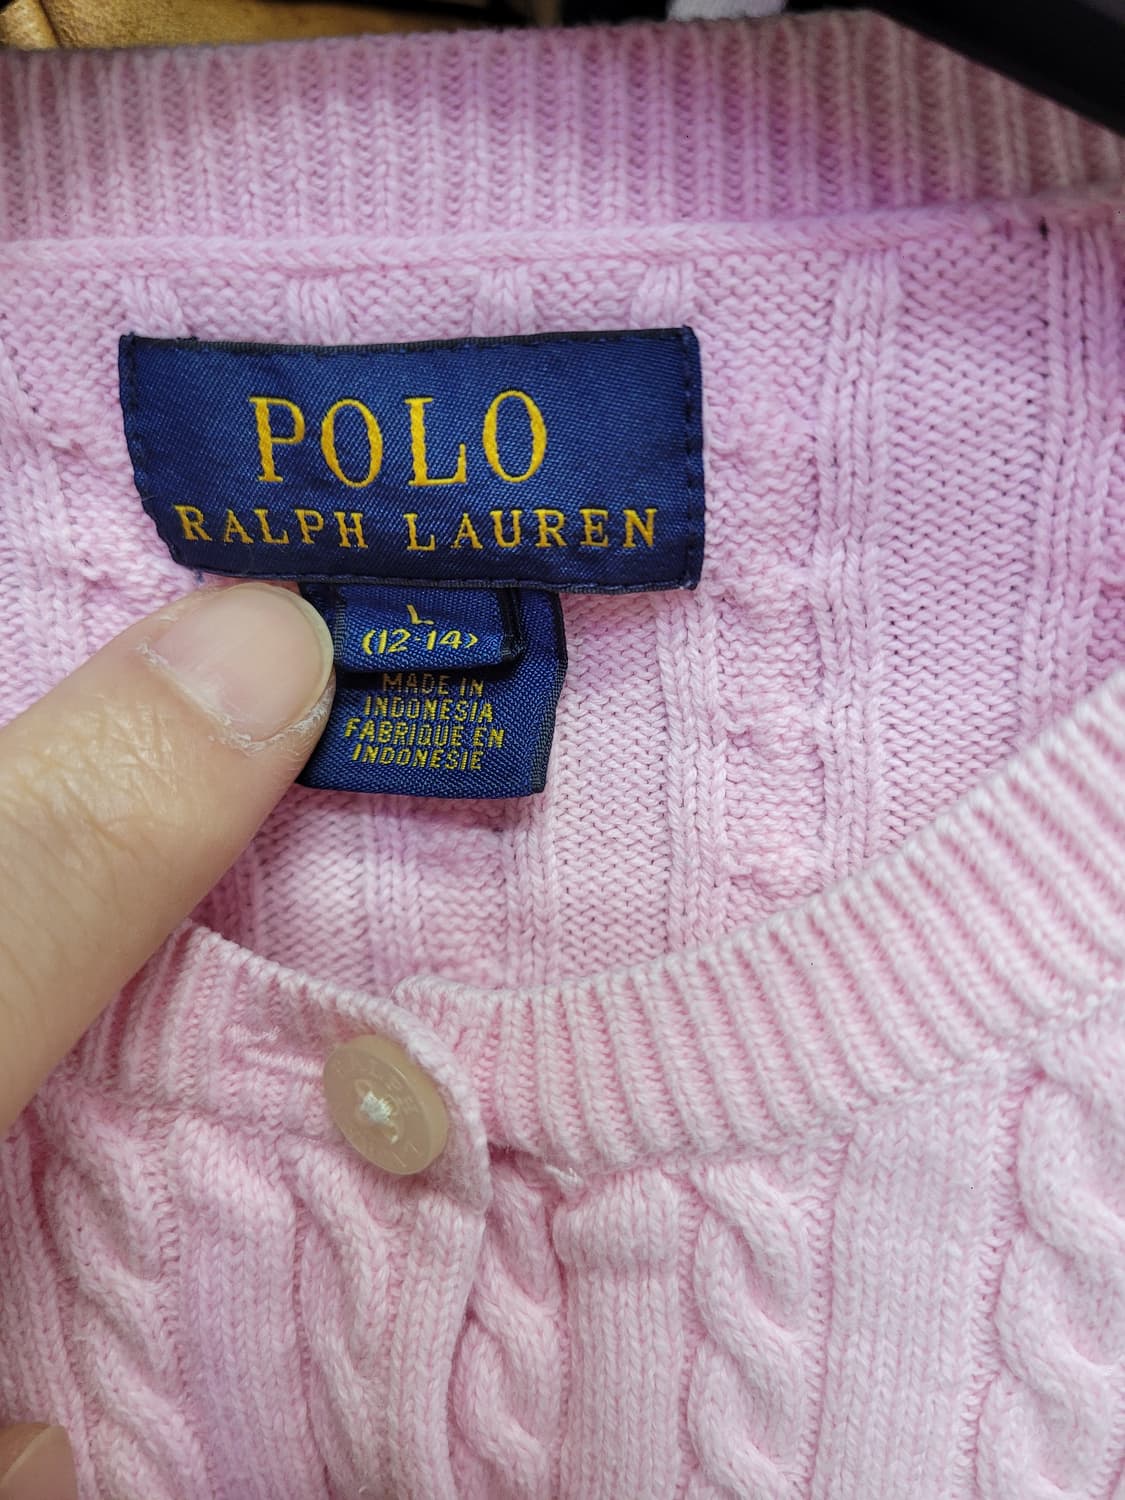 POLO
RALPH LAUREN
L
(12-14)
MADE IN
INDONESIA
FABRIQUE EN
INDONESIE